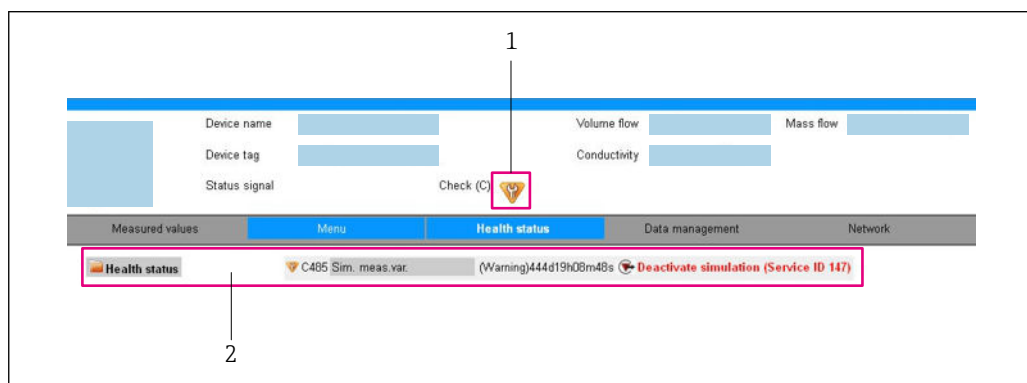 1
Device name Volume flow Mass flow
Device tag Conductivity
Status signal Check (C)
Measured values Menu Health status Data management Network
Health status C485 Sim. meas.var. (Warning)444d19h08m48s Deactivate simulation (Service ID 147)
2